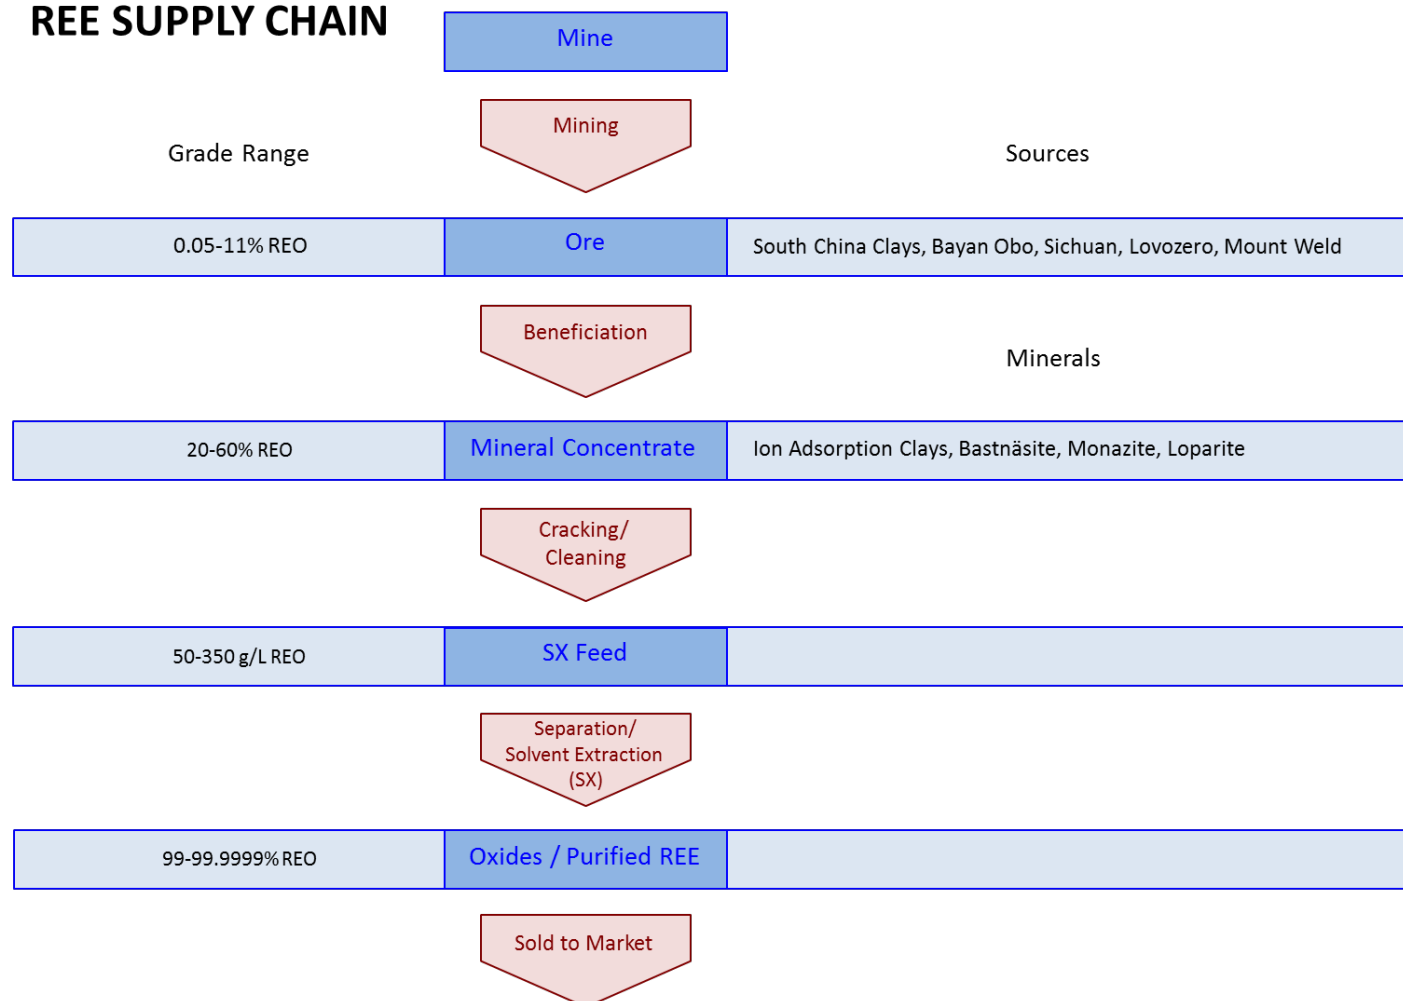 REE SUPPLY CHAIN
Mine
Mining
Grade Range
Sources
0.05-11% REO
Ore
South China Clays, Bayan Obo, Sichuan, Lovozero, Mount Weld
Beneficiation
Minerals
20-60% REO
Mineral Concentrate
Ion Adsorption Clays, Bastnäsite, Monazite, Loparite
Cracking/
Cleaning
50-350 g/L REO
SX Feed
Separation/
Solvent Extraction
(SX)
99-99.9999% REO
Oxides / Purified REE
Sold to Market